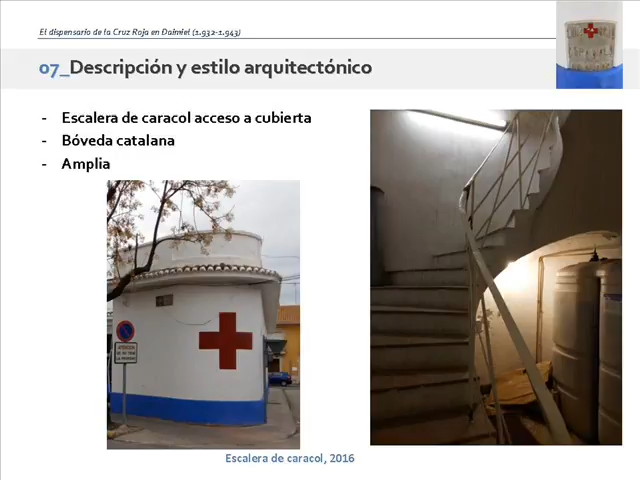 El dispensario de la Cruz Roja en Daimiel (1.932-1.943)
07_Descripción y estilo arquitectónico
- Escalera de caracol acceso a cubierta
- Bóveda catalana
- Amplia
Escalera de caracol, 2016